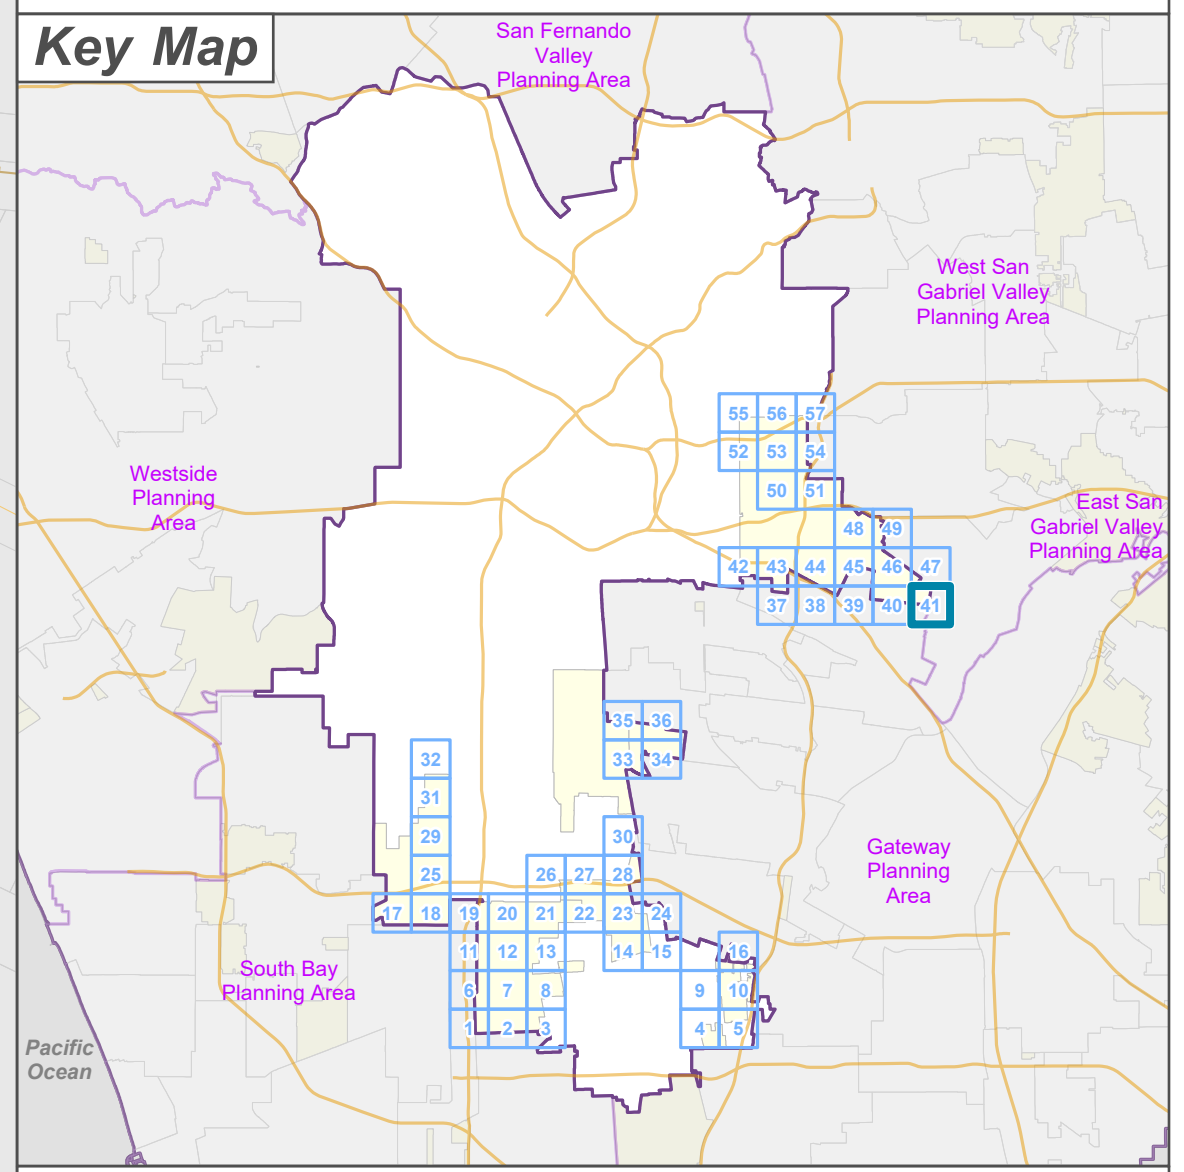 Key Map
San Fernando
Valley
Planning Area
West San
Gabriel Valley
Planning Area
Westside
Planning
Area
East San
Gabriel Valley
Planning Area
55 56 57
52 53 54
50 51
48 49
42 43 44 45 46 47
37 38 39 40 41
35 36
33 34
32
31
29
30
25
26 27 28
17 18 19 20 21 22 23 24
11 12 13
14 15
16
6 7 8
9 10
1 2 3
4 5
Gateway
Planning
Area
South Bay
Planning Area
Pacific
Ocean